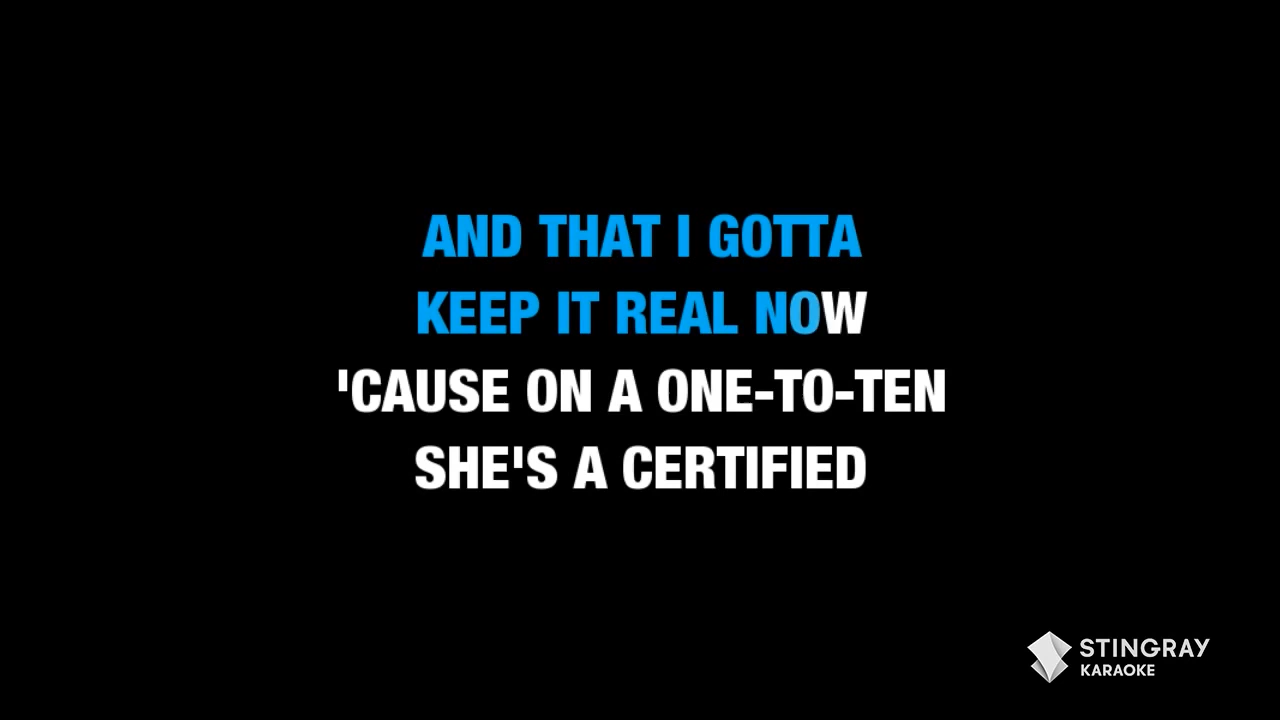 AND THAT I GOTTA
KEEP IT REAL NOW
'CAUSE ON A ONE-TO-TEN
SHE'S A CERTIFIED
STINGRAY
KARAOKE